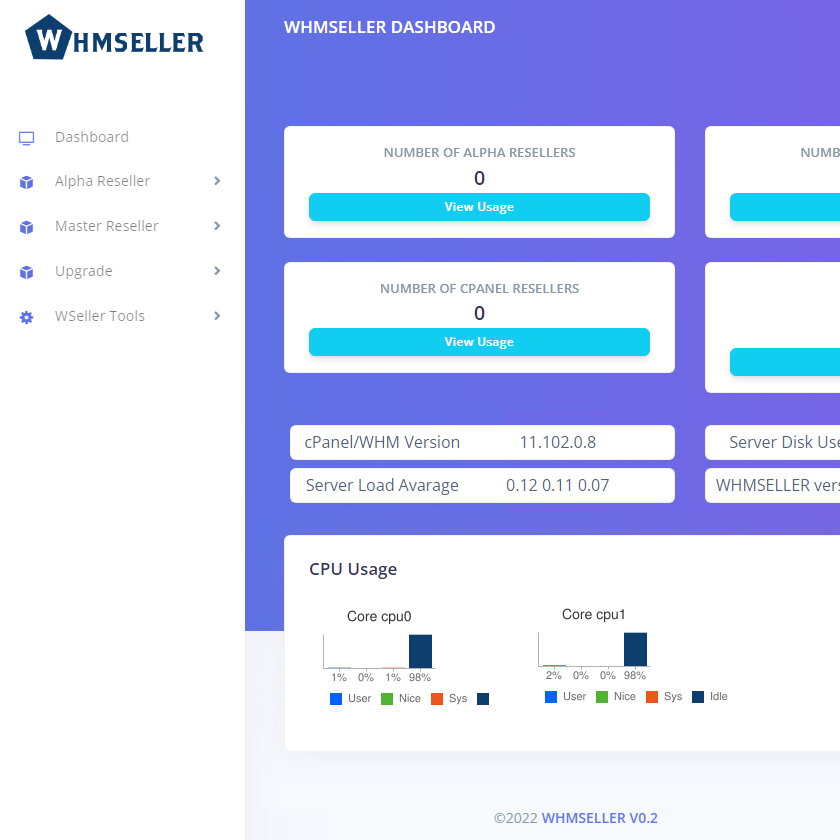 WHMSELLER
WHMSELLER DASHBOARD
Dashboard
Alpha Reseller
Master Reseller
Upgrade
WSeller Tools
NUMBER OF ALPHA RESELLERS
0
View Usage
NUMB
NUMBER OF CPANEL RESELLERS
0
View Usage
cPanel/WHM Version 11.102.0.8
Server Disk Use
Server Load Avarage 0.12 0.11 0.07
WHMSELLER vers
CPU Usage
Core cpu0
1% 0% 1% 98%
User Nice Sys
Core cpu1
2% 0% 0% 98%
User Nice Sys Idle
©2022 WHMSELLER V0.2